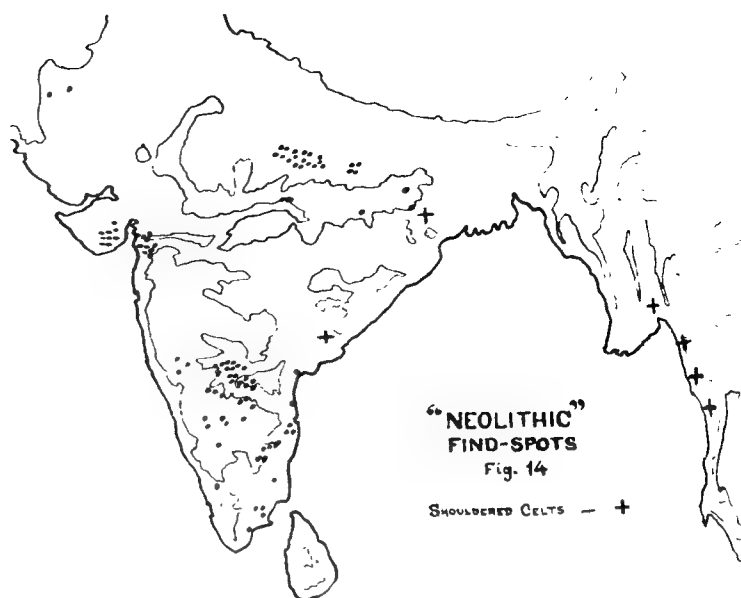 “NEOLITHIC”
FIND-SPOTS
Fig. 14
SHOULDERED CELTS — +